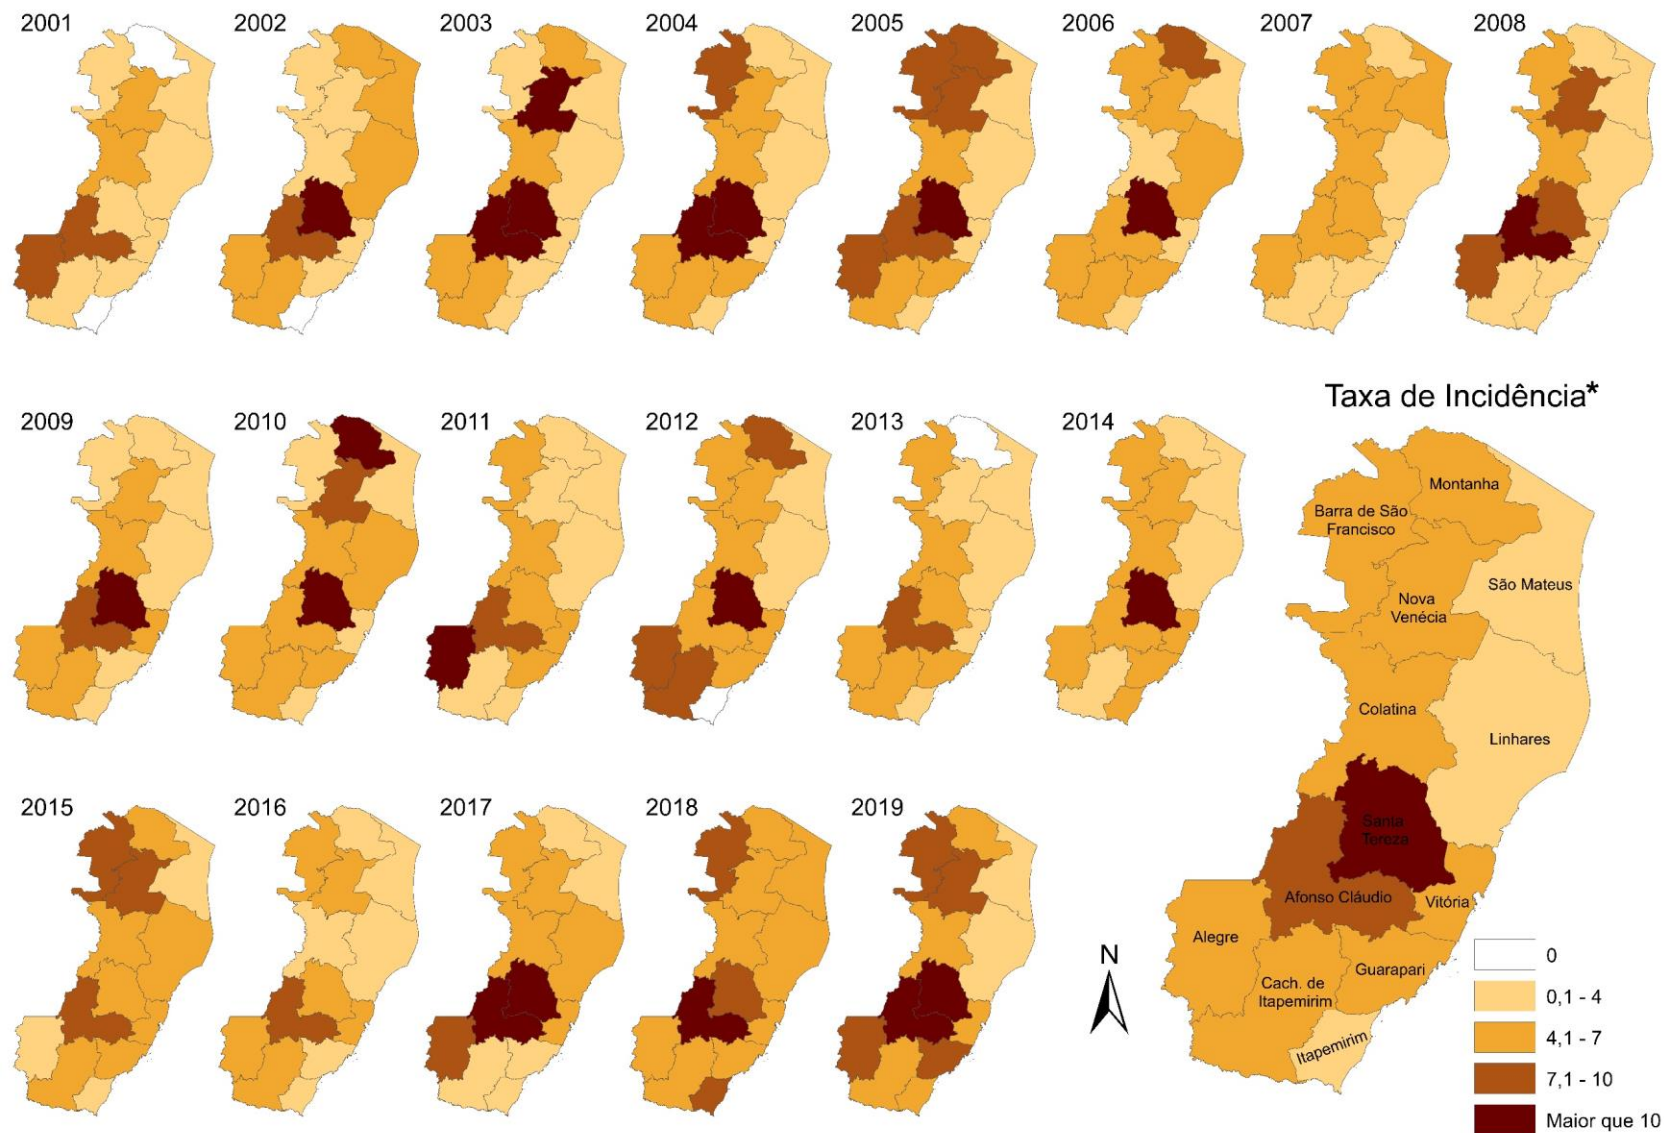 2001
2002
2003
2004
2005
2006
2007
2008
2009
2010
2011
2012
2013
2014
Taxa de Incidência*
2015
2016
2017
2018
2019
Montanha
Barra de São
Francisco
São Mateus
Nova
Venécia
Colatina
Linhares
Santa
Tereza
Afonso Cláudio
Vitória
Alegre
Guarapari
Cach. de
Itapemirim
Itapemirim
N
0
0,1 - 4
4,1 - 7
7,1 - 10
Maior que 10